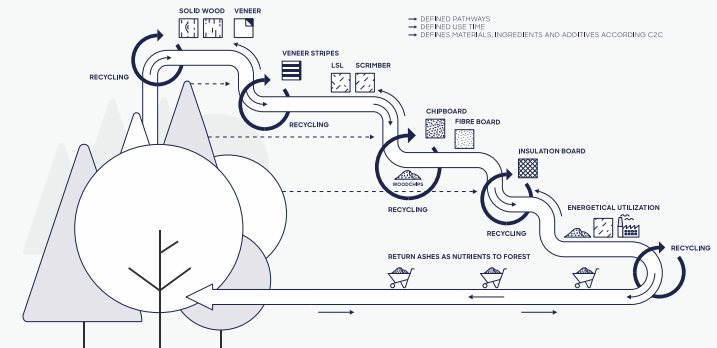 SOLID WOOD VENEER
→ DEFINED PATHWAYS
→ DEFINED USE TIME
→ DEFINES MATERIALS, INGREDIENTS AND ADDITIVES ACCORDING C2C
VENEER STRIPES
RECYCLING
LSL SCRIMBER
RECYCLING
CHIPBOARD
FIBRE BOARD
INSULATION BOARD
WOODCHIPS
RECYCLING
ENERGETICAL UTILIZATION
RECYCLING
RECYCLING
RETURN ASHES AS NUTRIENTS TO FOREST